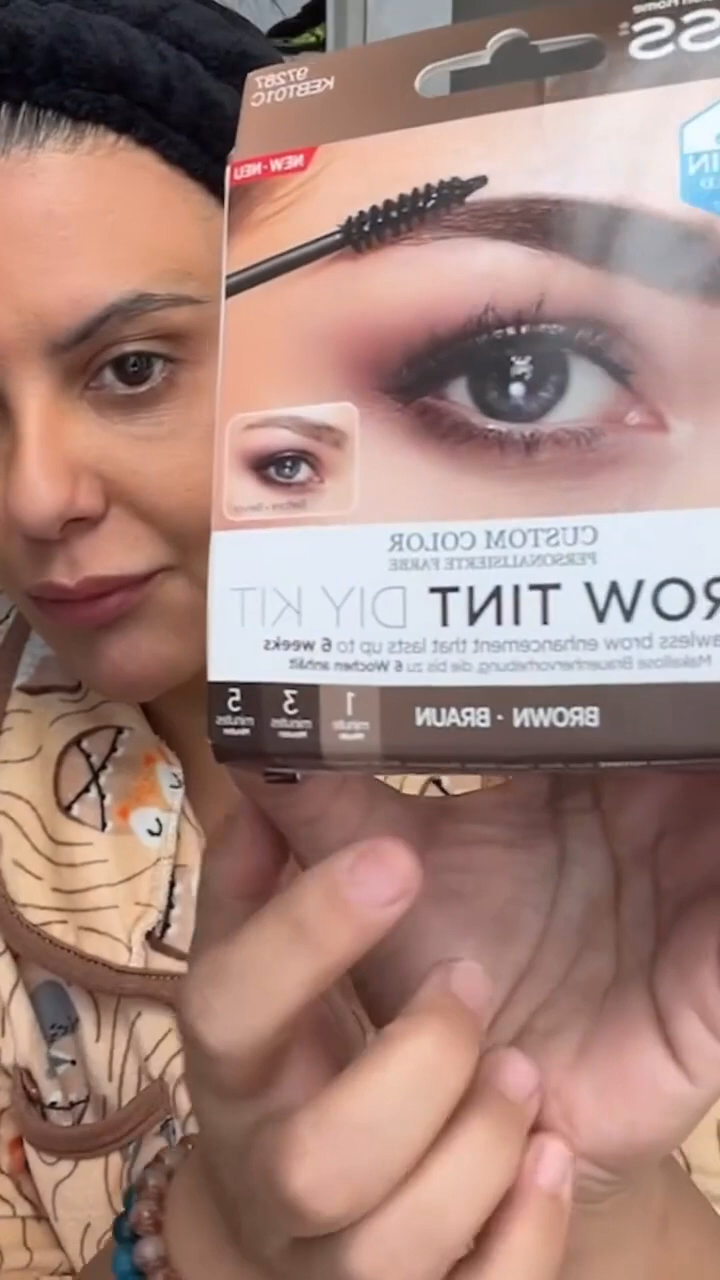 97287
KEBT01C
NEW • NEU
CUSTOM COLOR
PERSONALISIERTE FARBE
ROW TINT DIY KIT
awless brow enhancement that lasts up to 6 weeks
Makellose Brauenhervorhebung, die bis zu 6 Wochen anhält
BROWN • BRAUN
1 minute
3 minutes
5 minutes